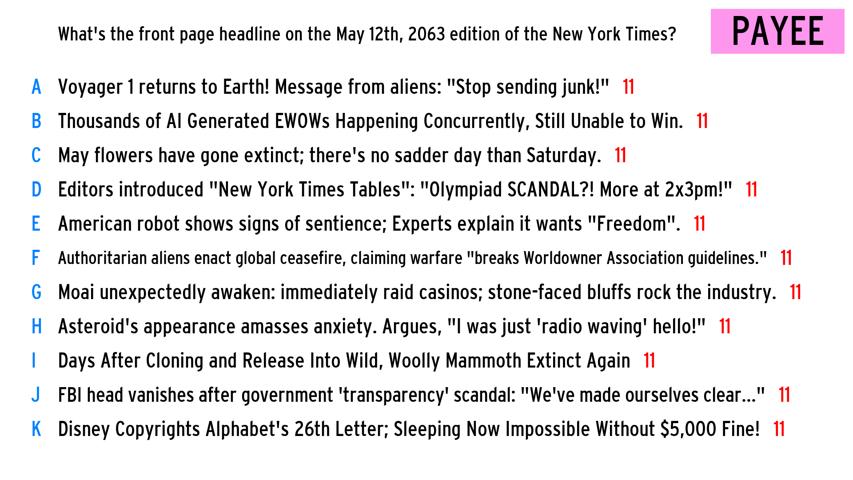 What's the front page headline on the May 12th, 2063 edition of the New York Times?
PAYEE
A Voyager 1 returns to Earth! Message from aliens: "Stop sending junk!" 11
B Thousands of AI Generated EWOWs Happening Concurrently, Still Unable to Win. 11
C May flowers have gone extinct; there's no sadder day than Saturday. 11
D Editors introduced "New York Times Tables": "Olympiad SCANDAL?! More at 2x3pm!" 11
E American robot shows signs of sentience; Experts explain it wants "Freedom". 11
F Authoritarian aliens enact global ceasefire, claiming warfare "breaks Worldowner Association guidelines." 11
G Moai unexpectedly awaken: immediately raid casinos; stone-faced bluffs rock the industry. 11
H Asteroid's appearance amasses anxiety. Argues, "I was just 'radio waving' hello!" 11
I Days After Cloning and Release Into Wild, Woolly Mammoth Extinct Again 11
J FBI head vanishes after government 'transparency' scandal: "We've made ourselves clear..." 11
K Disney Copyrights Alphabet's 26th Letter; Sleeping Now Impossible Without $5,000 Fine! 11